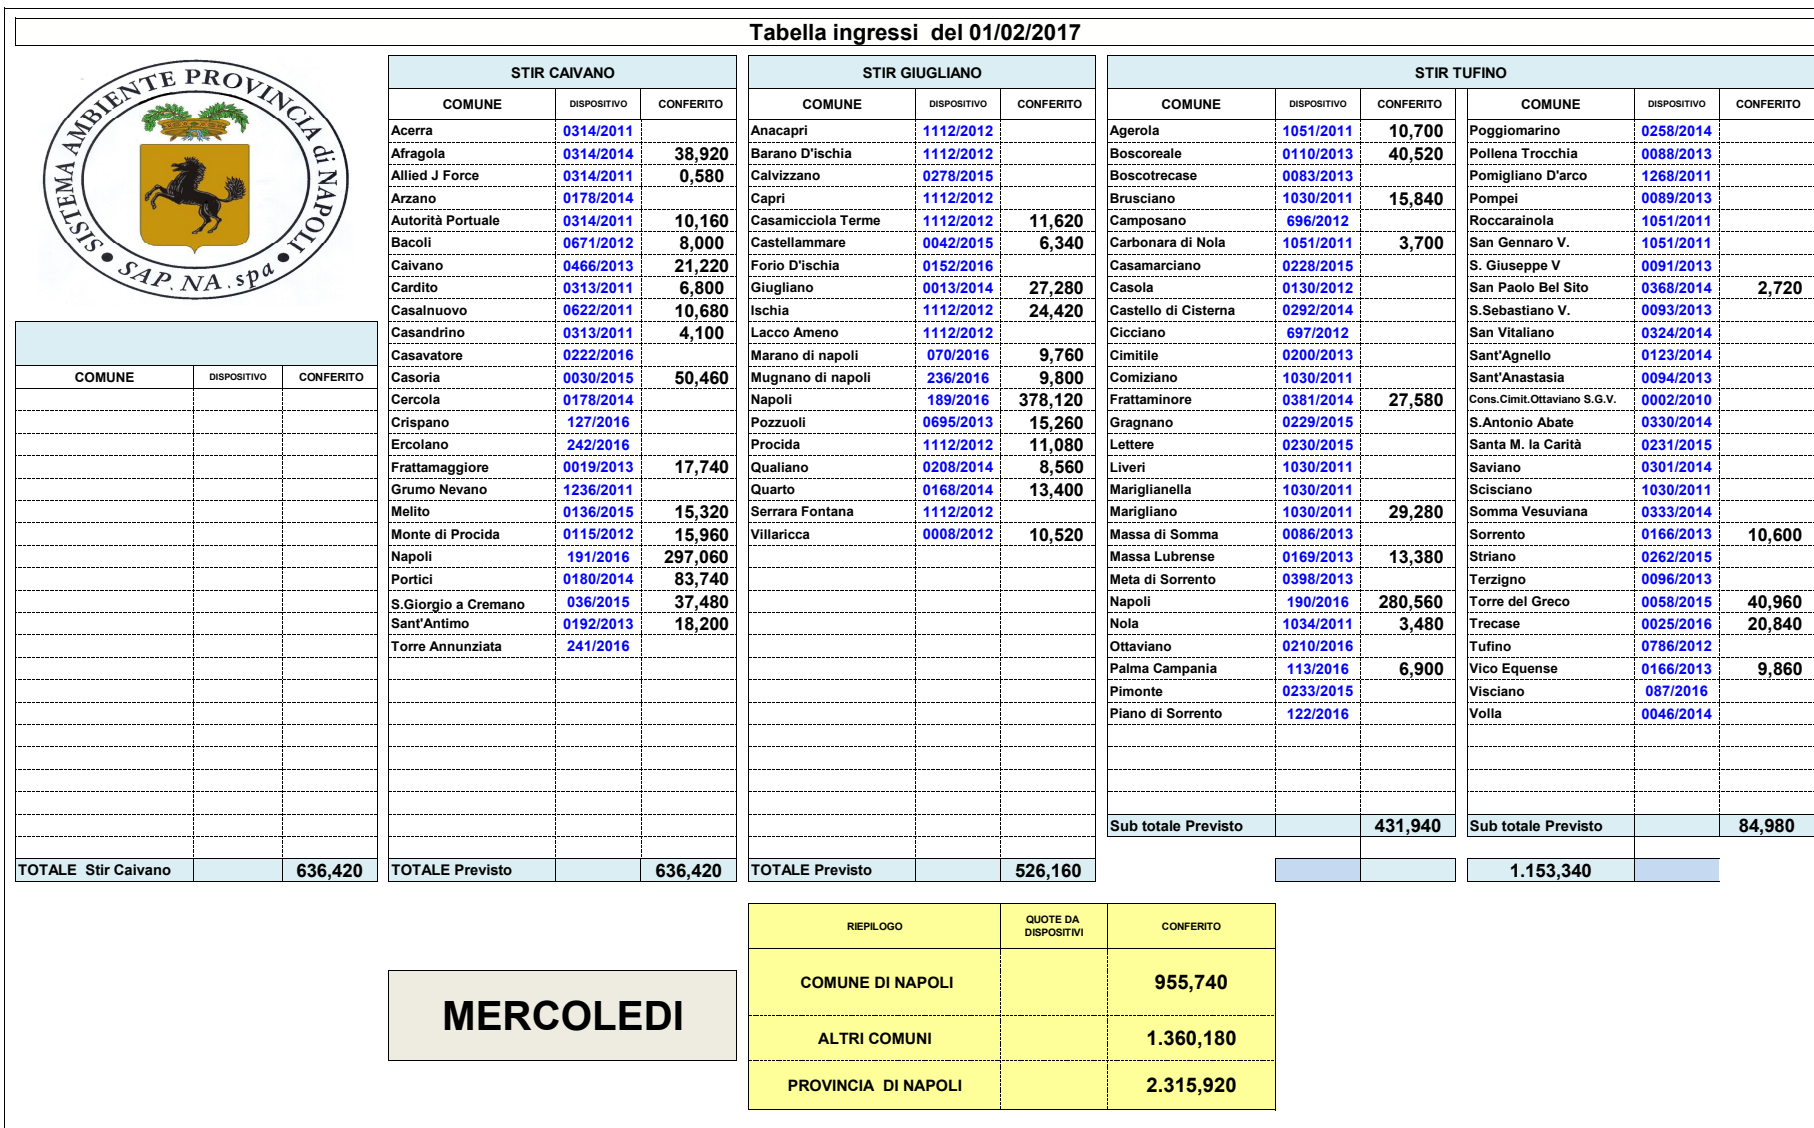 Tabella ingressi del 01/02/2017
SISTEMA AMBIENTE PROVINCIA di NAPOLI
SAP. NA. spa
COMUNE DISPOSITIVO CONFERITO
TOTALE Stir Caivano 636,420
STIR CAIVANO
COMUNE DISPOSITIVO CONFERITO
Acerra 0314/2011
Afragola 0314/2014 38,920
Allied J Force 0314/2011 0,580
Arzano 0178/2014
Autorità Portuale 0314/2011 10,160
Bacoli 0671/2012 8,000
Caivano 0466/2013 21,220
Cardito 0313/2011 6,800
Casalnuovo 0622/2011 10,680
Casandrino 0313/2011 4,100
Casavatore 0222/2016
Casoria 0030/2015 50,460
Cercola 0178/2014
Crispano 127/2016
Ercolano 242/2016
Frattamaggiore 0019/2013 17,740
Grumo Nevano 1236/2011
Melito 0136/2015 15,320
Monte di Procida 0115/2012 15,960
Napoli 191/2016 297,060
Portici 0180/2014 83,740
S.Giorgio a Cremano 036/2015 37,480
Sant'Antimo 0192/2013 18,200
Torre Annunziata 241/2016
TOTALE Previsto 636,420
STIR GIUGLIANO
COMUNE DISPOSITIVO CONFERITO
Anacapri 1112/2012
Barano D'ischia 1112/2012
Calvizzano 0278/2015
Capri 1112/2012
Casamicciola Terme 1112/2012 11,620
Castellammare 0042/2015 6,340
Forio D'ischia 0152/2016
Giugliano 0013/2014 27,280
Ischia 1112/2012 24,420
Lacco Ameno 1112/2012
Marano di napoli 070/2016 9,760
Mugnano di napoli 236/2016 9,800
Napoli 189/2016 378,120
Pozzuoli 0695/2013 15,260
Procida 1112/2012 11,080
Qualiano 0208/2014 8,560
Quarto 0168/2014 13,400
Serrara Fontana 1112/2012
Villaricca 0008/2012 10,520
TOTALE Previsto 526,160
STIR TUFINO
COMUNE DISPOSITIVO CONFERITO
Agerola 1051/2011 10,700
Boscoreale 0110/2013 40,520
Boscotrecase 0083/2013
Brusciano 1030/2011 15,840
Camposano 696/2012
Carbonara di Nola 1051/2011 3,700
Casamarciano 0228/2015
Casola 0130/2012
Castello di Cisterna 0292/2014
Cicciano 697/2012
Cimitile 0200/2013
Comiziano 1030/2011
Frattaminore 0381/2014 27,580
Gragnano 0229/2015
Lettere 0230/2015
Liveri 1030/2011
Mariglianella 1030/2011
Marigliano 1030/2011 29,280
Massa di Somma 0086/2013
Massa Lubrense 0169/2013 13,380
Meta di Sorrento 0398/2013
Napoli 190/2016 280,560
Nola 1034/2011 3,480
Ottaviano 0210/2016
Palma Campania 113/2016 6,900
Pimonte 0233/2015
Piano di Sorrento 122/2016
Sub totale Previsto 431,940
COMUNE DISPOSITIVO CONFERITO
Poggiomarino 0258/2014
Pollena Trocchia 0088/2013
Pomigliano D'arco 1268/2011
Pompei 0089/2013
Roccarainola 1051/2011
San Gennaro V. 1051/2011
S. Giuseppe V 0091/2013
San Paolo Bel Sito 0368/2014 2,720
S.Sebastiano V. 0093/2013
San Vitaliano 0324/2014
Sant'Agnello 0123/2014
Sant'Anastasia 0094/2013
Cons.Cimit.Ottaviano S.G.V. 0002/2010
S.Antonio Abate 0330/2014
Santa M. la Carità 0231/2015
Saviano 0301/2014
Scisciano 1030/2011
Somma Vesuviana 0333/2014
Sorrento 0166/2013 10,600
Striano 0262/2015
Terzigno 0096/2013
Torre del Greco 0058/2015 40,960
Trecase 0025/2016 20,840
Tufino 0786/2012
Vico Equense 0166/2013 9,860
Visciano 087/2016
Volla 0046/2014
Sub totale Previsto 84,980
1.153,340
MERCOLEDI
RIEPILOGO QUOTE DA DISPOSITIVI CONFERITO
COMUNE DI NAPOLI 955,740
ALTRI COMUNI 1.360,180
PROVINCIA DI NAPOLI 2.315,920